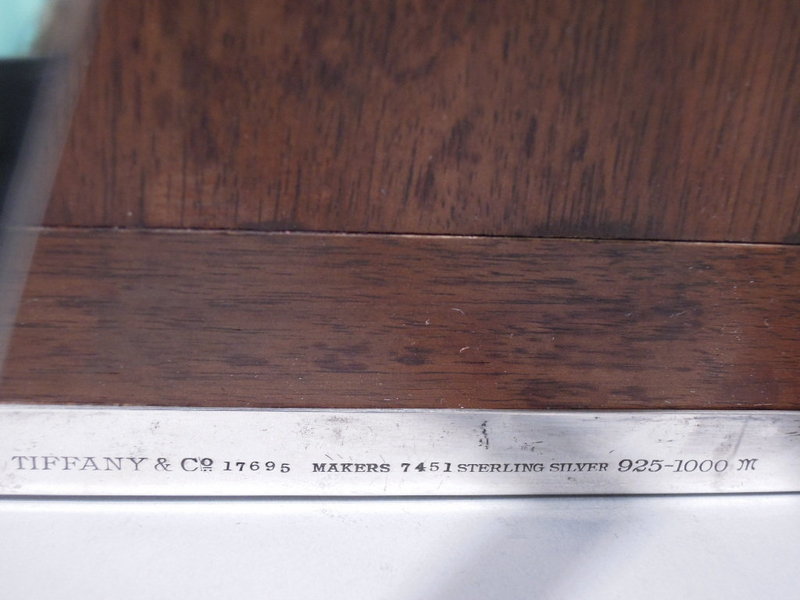 TIFFANY & Cº 17695 MAKERS 7451 STERLING SILVER 925-1000 M